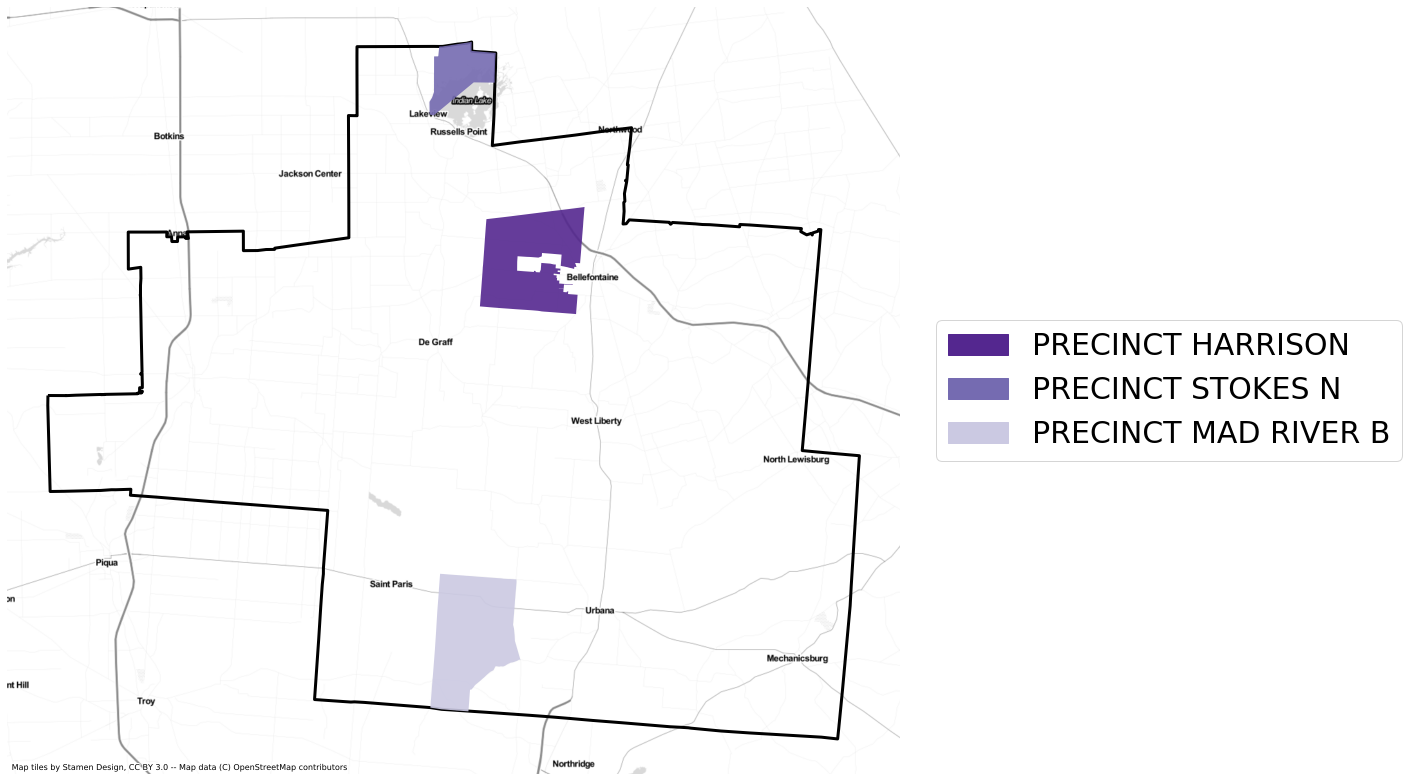 Indian Lake
Lakeview
Russells Point
Northwood
Botkins
Jackson Center
Anna
Bellefontaine
De Graff
PRECINCT HARRISON
PRECINCT STOKES N
PRECINCT MAD RIVER B
West Liberty
North Lewisburg
Piqua
Saint Paris
on
Urbana
Mechanicsburg
nt Hill
Troy
Northridge
Map tiles by Stamen Design, CC BY 3.0 -- Map data (C) OpenStreetMap contributors